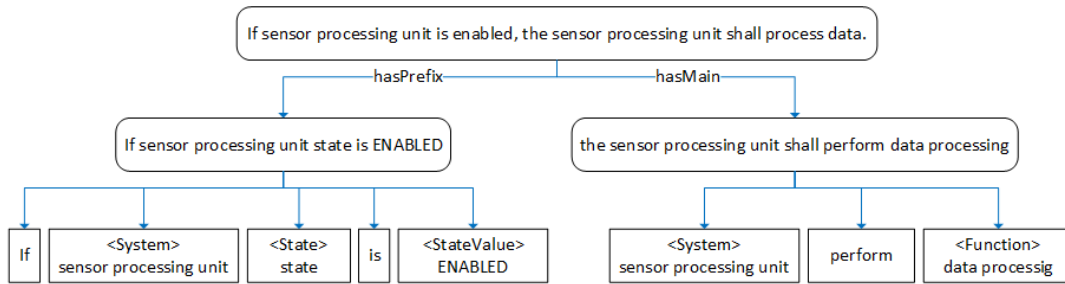 If sensor processing unit is enabled, the sensor processing unit shall process data.
hasPrefix
hasMain
If sensor processing unit state is ENABLED
the sensor processing unit shall perform data processing
If
<System>
sensor processing unit
<State>
state
is
<StateValue>
ENABLED
<System>
sensor processing unit
perform
<Function>
data processig